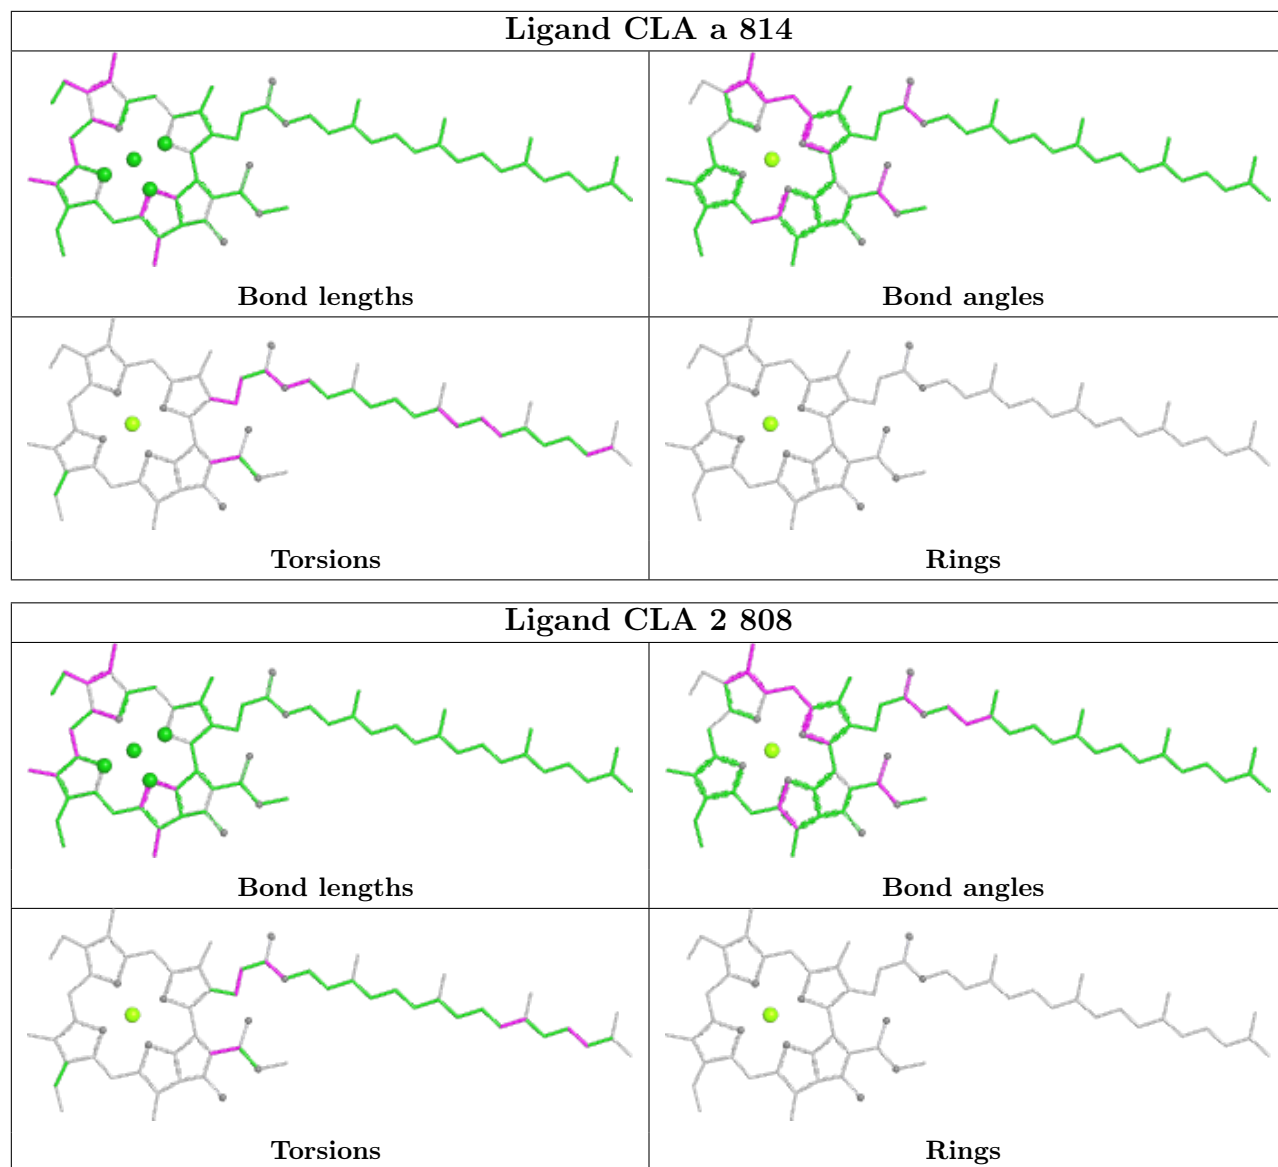 Ligand CLA a 814
Bond lengths
Bond angles
Torsions
Rings
Ligand CLA 2 808
Bond lengths
Bond angles
Torsions
Rings